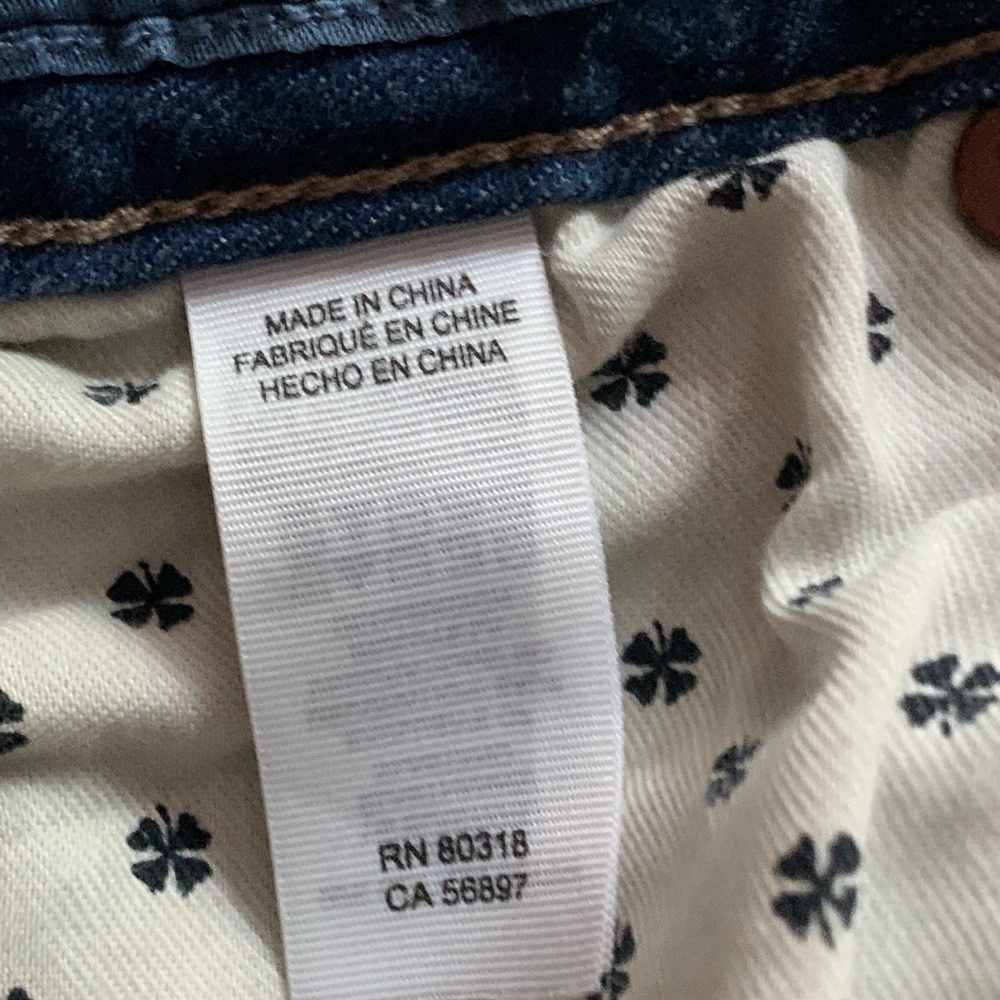 MADE IN CHINA
FABRIQUÉ EN CHINE
HECHO EN CHINA
RN 80318
CA 56897